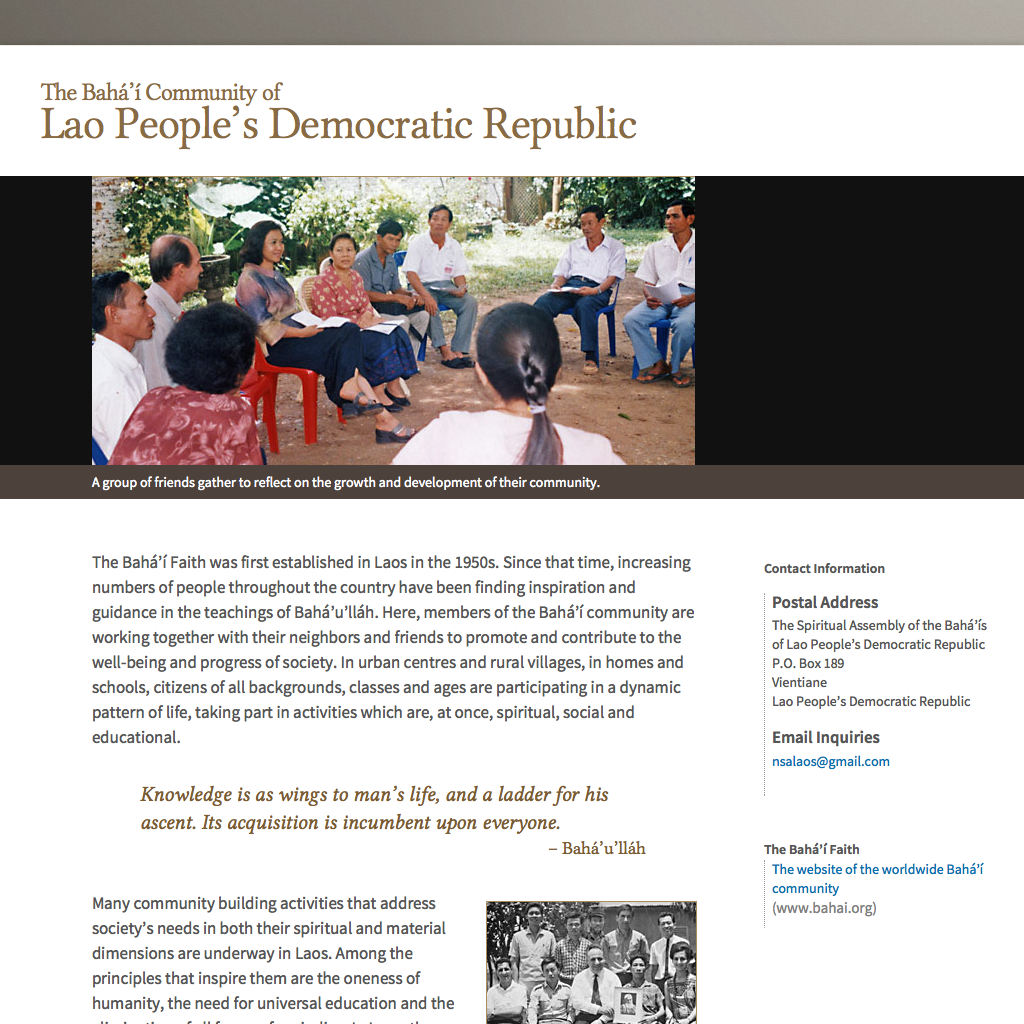 The Bahá’í Community of
Lao People’s Democratic Republic
A group of friends gather to reflect on the growth and development of their community.
The Bahá’í Faith was first established in Laos in the 1950s. Since that time, increasing
numbers of people throughout the country have been finding inspiration and
guidance in the teachings of Bahá’u’lláh. Here, members of the Bahá’í community are
working together with their neighbors and friends to promote and contribute to the
well-being and progress of society. In urban centres and rural villages, in homes and
schools, citizens of all backgrounds, classes and ages are participating in a dynamic
pattern of life, taking part in activities which are, at once, spiritual, social and
educational.
Knowledge is as wings to man’s life, and a ladder for his
ascent. Its acquisition is incumbent upon everyone.
– Bahá’u’lláh
Many community building activities that address
society’s needs in both their spiritual and material
dimensions are underway in Laos. Among the
principles that inspire them are the oneness of
humanity, the need for universal education and the
Contact Information
Postal Address
The Spiritual Assembly of the Bahá’ís
of Lao People’s Democratic Republic
P.O. Box 189
Vientiane
Lao People’s Democratic Republic
Email Inquiries
nsalaos@gmail.com
The Bahá’í Faith
The website of the worldwide Bahá’í
community
(www.bahai.org)